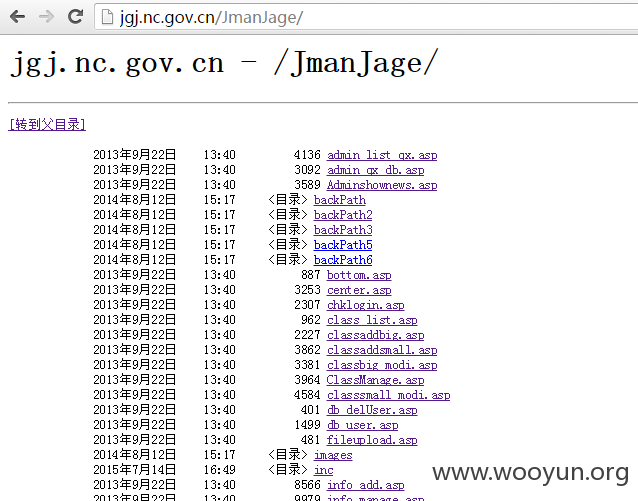 jgj.nc.gov.cn/JmanJage/
jgj.nc.gov.cn - /JmanJage/
[转到父目录]
2013年9月22日 13:40 4136 admin_list_qx.asp
2013年9月22日 13:40 3092 admin_qx_db.asp
2013年9月22日 13:40 3589 Adminshownews.asp
2014年8月12日 15:17 <目录> backPath
2014年8月12日 15:17 <目录> backPath2
2014年8月12日 15:17 <目录> backPath3
2014年8月12日 15:17 <目录> backPath5
2014年8月12日 15:17 <目录> backPath6
2013年9月22日 13:40 887 bottom.asp
2013年9月22日 13:40 3253 center.asp
2013年9月22日 13:40 2307 chklogin.asp
2013年9月22日 13:40 962 class_list.asp
2013年9月22日 13:40 2227 classaddbig.asp
2013年9月22日 13:40 3862 classaddsmall.asp
2013年9月22日 13:40 3381 classbig_modi.asp
2013年9月22日 13:40 3964 ClassManage.asp
2013年9月22日 13:40 4584 classsmall_modi.asp
2013年9月22日 13:40 401 db_delUser.asp
2013年9月22日 13:40 1499 db_user.asp
2013年9月22日 13:40 481 fileupload.asp
2014年8月12日 15:17 <目录> images
2015年7月14日 16:49 <目录> inc
2013年9月22日 13:40 8566 info_add.asp
2013年9月22日 13:40 9979 info_manage.asp
www.wooyun.org